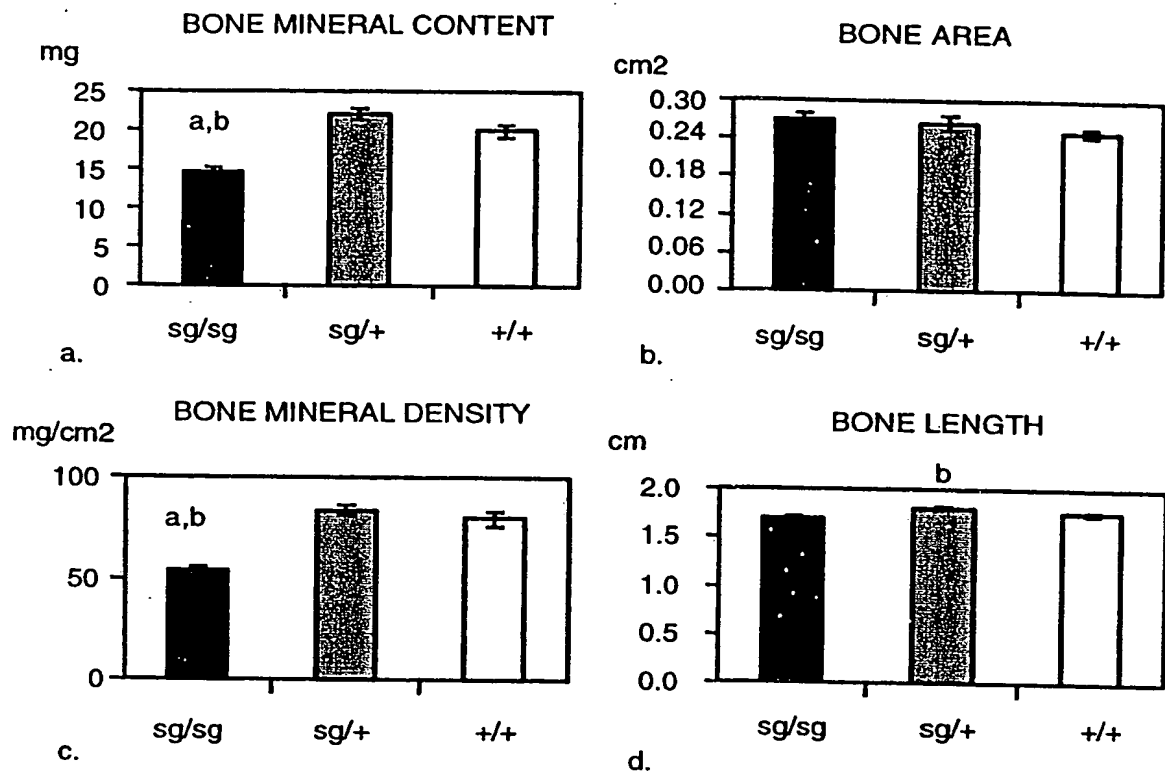 BONE MINERAL CONTENT
mg
25
20
15
10
5
0
a,b
sg/sg sg/+ +/+
a.
BONE AREA
cm2
0.30
0.24
0.18
0.12
0.06
0.00
sg/sg sg/+ +/+
b.
BONE MINERAL DENSITY
mg/cm2
100
50
0
a,b
sg/sg sg/+ +/+
c.
BONE LENGTH
cm
b
2.0
1.5
1.0
0.5
0.0
sg/sg sg/+ +/+
d.